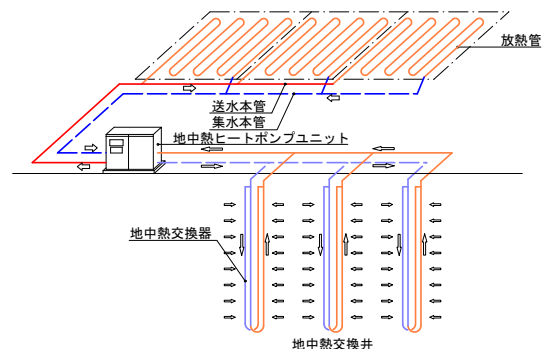 放熱管
送水本管
集水本管
地中熱ヒートポンプユニット
地中熱交換器
地中熱交換井